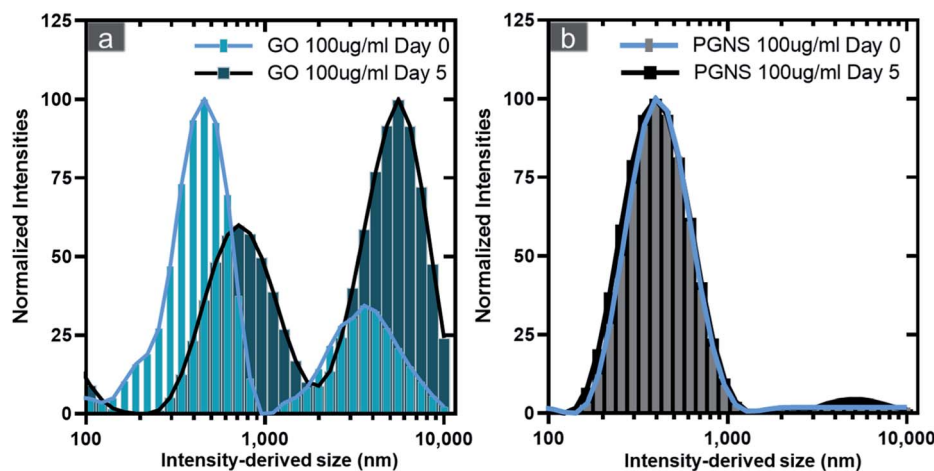 a
GO 100ug/ml Day 0
GO 100ug/ml Day 5
Normalized Intensities
125
100
75
50
25
0
100
1,000
10,000
Intensity-derived size (nm)
b
PGNS 100ug/ml Day 0
PGNS 100ug/ml Day 5
Normalized Intensities
125
100
75
50
25
0
100
1,000
10,000
Intensity-derived size (nm)